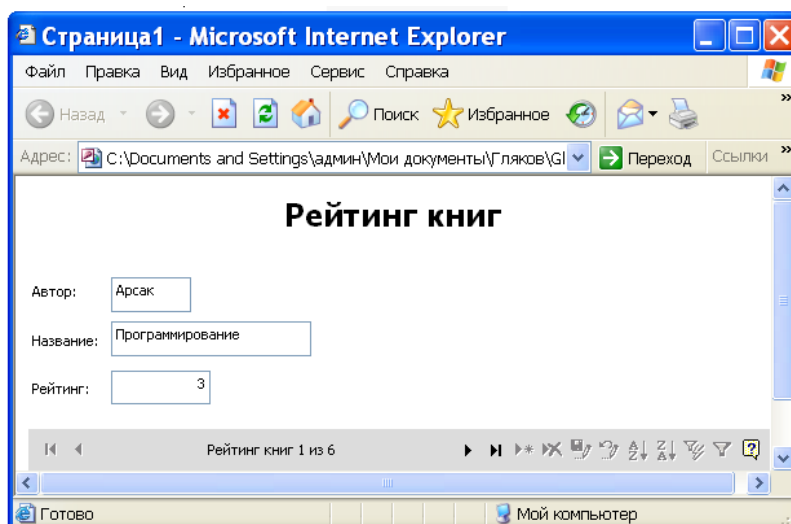 Страница1 - Microsoft Internet Explorer
Файл Правка Вид Избранное Сервис Справка
Назад Поиск Избранное »
Адрес: C:\Documents and Settings\админ\Мои документы\Гляков\Gl Переход Ссылки »
Рейтинг книг
Автор: Арсак
Название: Программирование
Рейтинг: 3
Рейтинг книг 1 из 6
Готово Мой компьютер